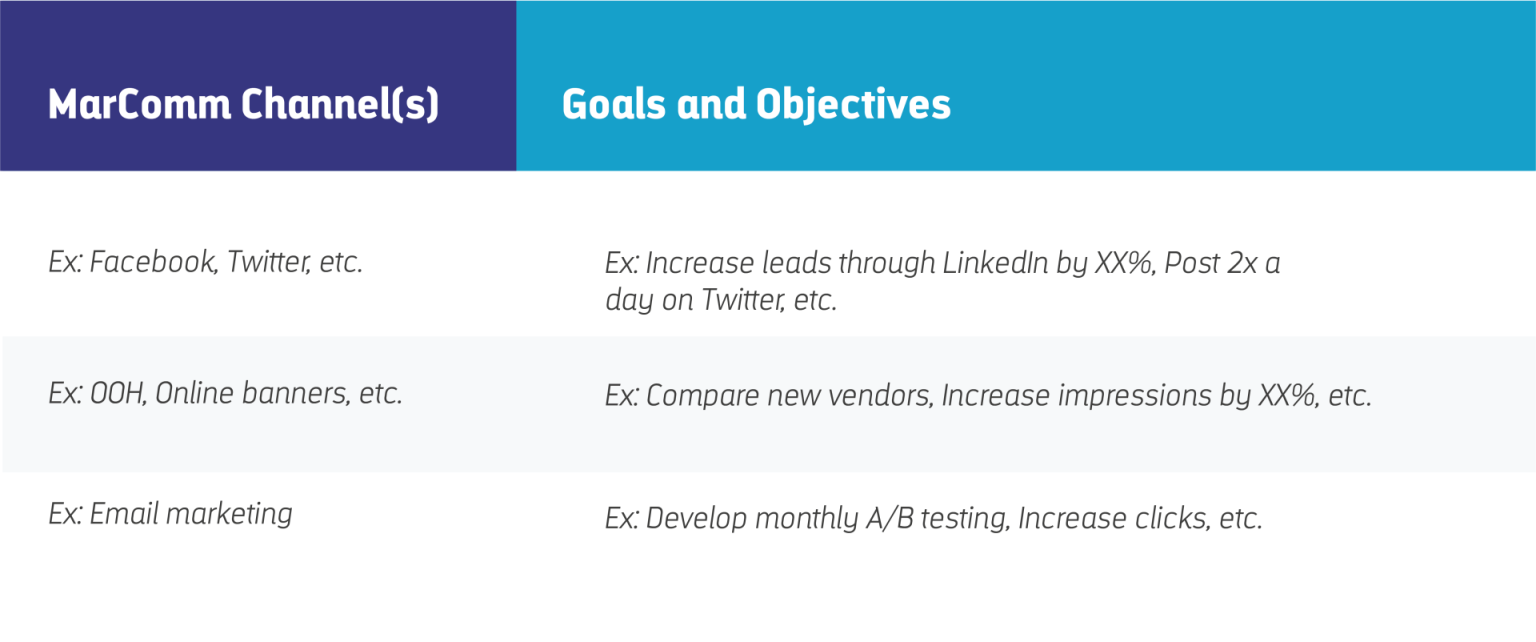 MarComm Channel(s)
Goals and Objectives
Ex: Facebook, Twitter, etc.
Ex: Increase leads through LinkedIn by XX%, Post 2x a
day on Twitter, etc.
Ex: OOH, Online banners, etc.
Ex: Compare new vendors, Increase impressions by XX%, etc.
Ex: Email marketing
Ex: Develop monthly A/B testing, Increase clicks, etc.